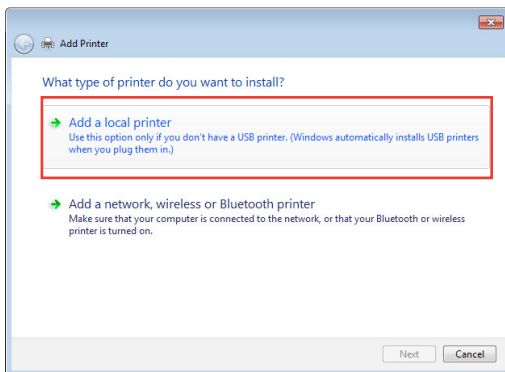 Add Printer
What type of printer do you want to install?
Add a local printer
Use this option only if you don't have a USB printer. (Windows automatically installs USB printers
when you plug them in.)
Add a network, wireless or Bluetooth printer
Make sure that your computer is connected to the network, or that your Bluetooth or wireless
printer is turned on.
Next
Cancel